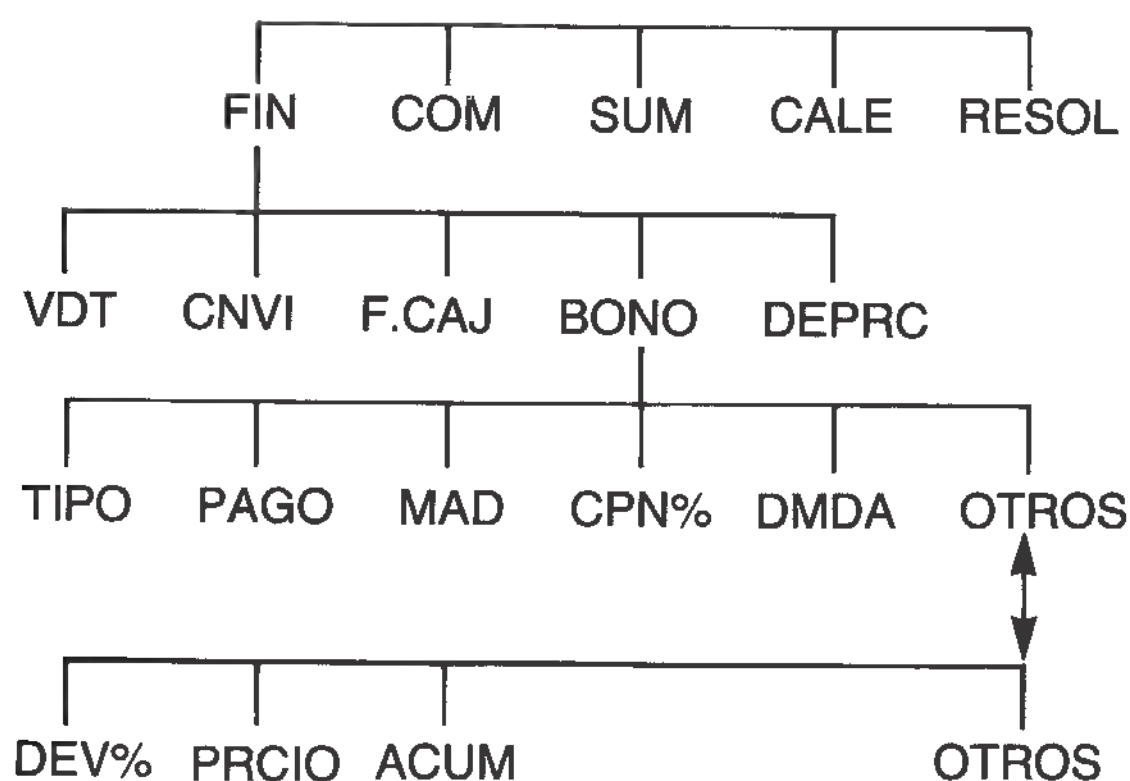 FIN COM SUM CALE RESOL
VDT CNVI F.CAJ BONO DEPRC
TIPO PAGO MAD CPN% DMDA OTROS
DEV% PRCIO ACUM OTROS